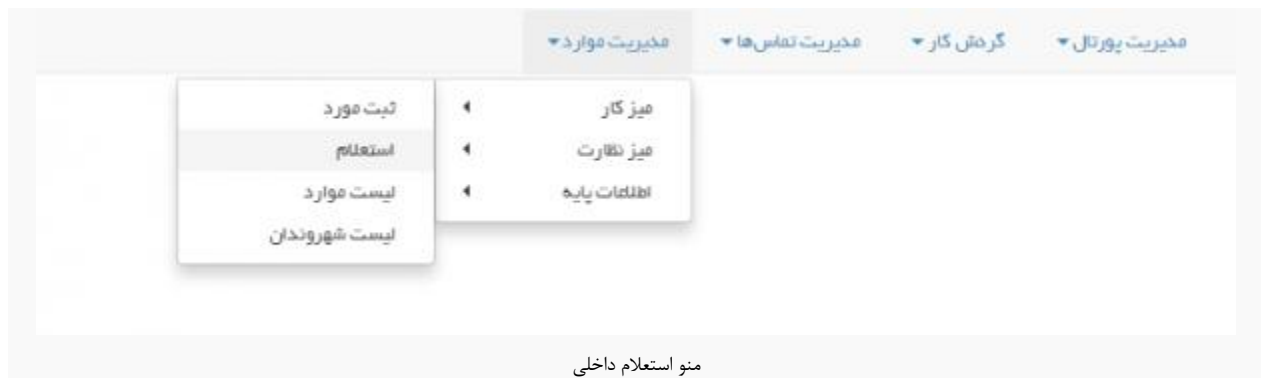 مدیریت پورتال گردش کار مدیریت تماس‌ها مدیریت موارد
میز کار ثبت مورد
میز نظارت استعلام
اطلاعات پایه لیست موارد
لیست شهروندان
منو استعلام داخلی